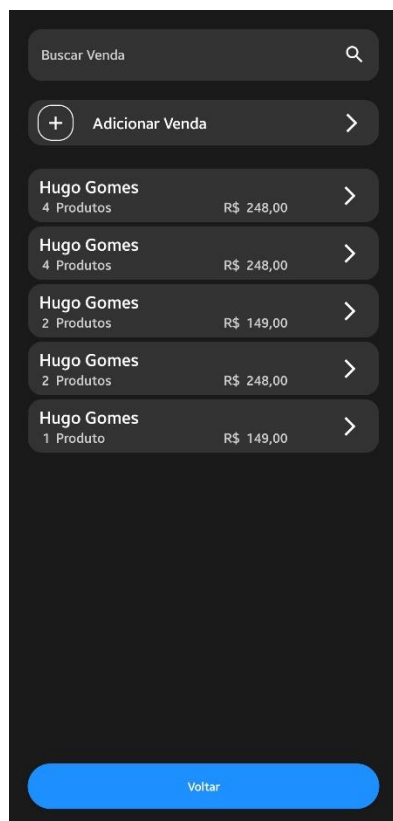 Buscar Venda
Adicionar Venda
Hugo Gomes
4 Produtos R$ 248,00
Hugo Gomes
4 Produtos R$ 248,00
Hugo Gomes
2 Produtos R$ 149,00
Hugo Gomes
2 Produtos R$ 248,00
Hugo Gomes
1 Produto R$ 149,00
Voltar